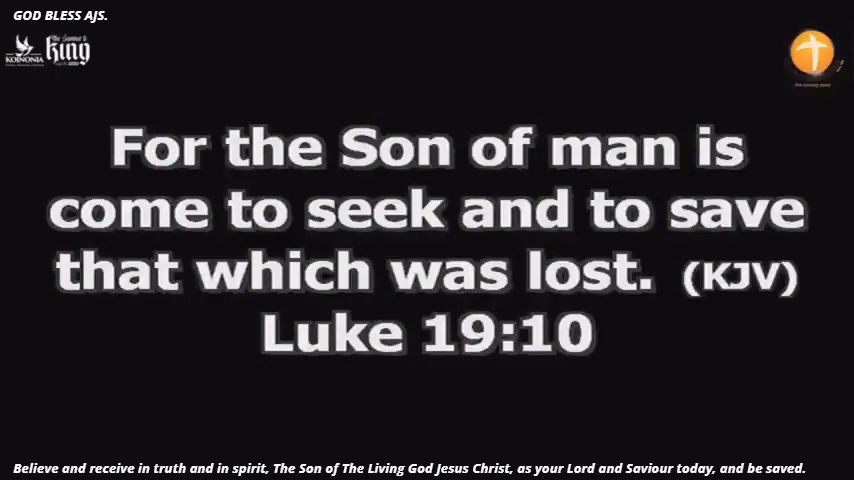 GOD BLESS AJS.
KOINONIA
king
For the Son of man is
come to seek and to save
that which was lost. (KJV)
Luke 19:10
Believe and receive in truth and in spirit, The Son of The Living God Jesus Christ, as your Lord and Saviour today, and be saved.